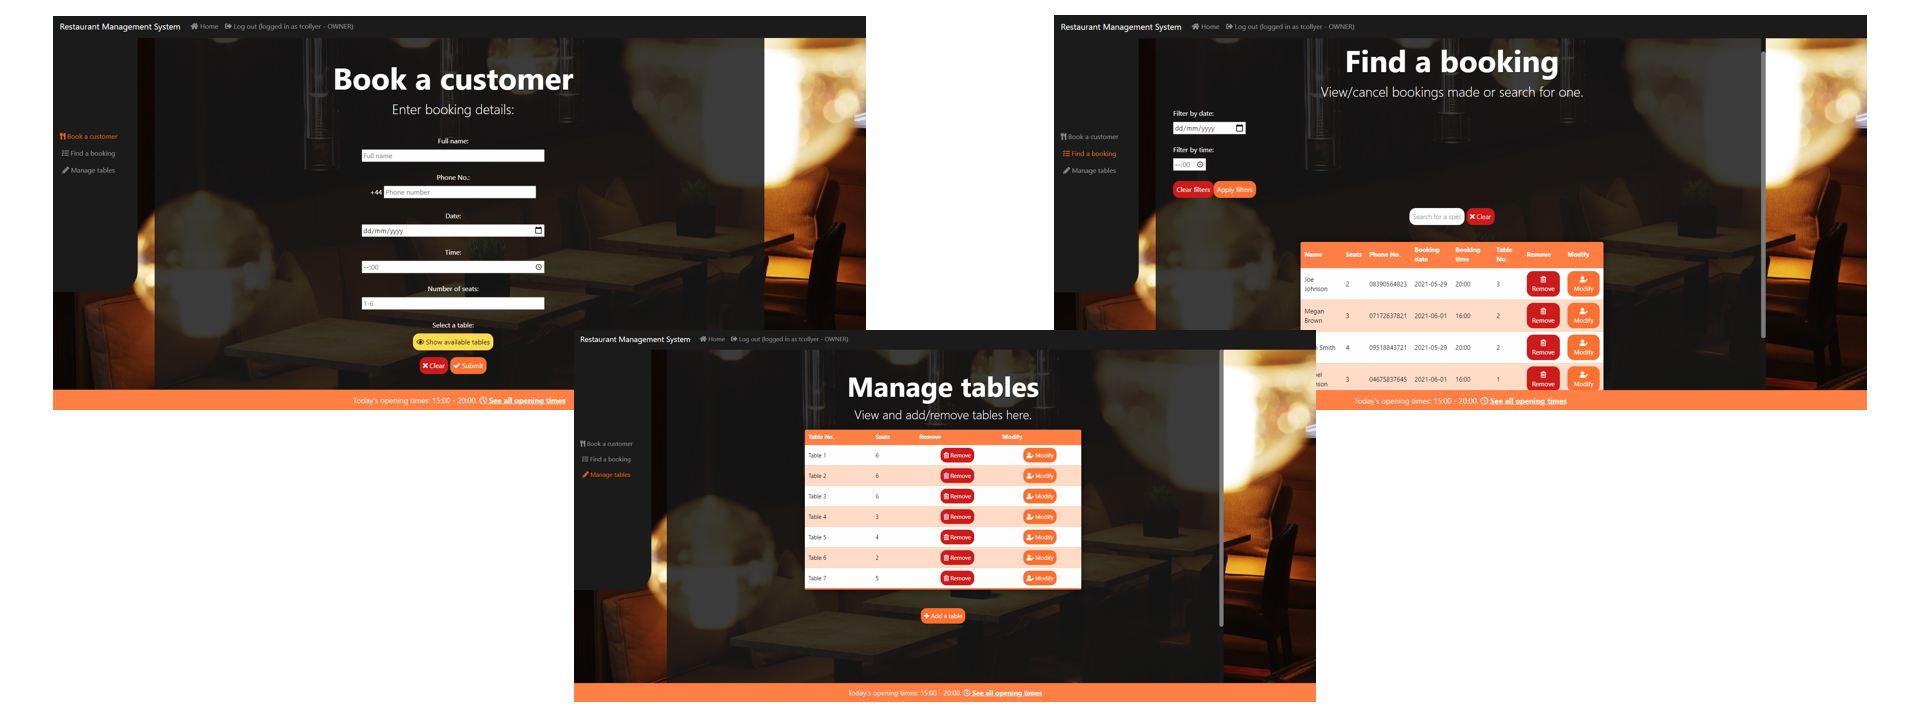 Restaurant Management System Home Log out (logged in as tcollyer - OWNER)
Book a customer
Enter booking details:
Book a customer
Find a booking
Manage tables
Full name:
Full name
Phone No.:
+44 Phone number
Date:
dd/mm/yyyy
Time:
--:00
Number of seats:
1-6
Select a table:
Show available tables
Clear Submit
Today's opening times: 15:00 - 20:00. See all opening times
Restaurant Management System Home Log out (logged in as tcollyer - OWNER)
Find a booking
View/cancel bookings made or search for one.
Book a customer
Find a booking
Manage tables
Filter by date:
dd/mm/yyyy
Filter by time:
--:00
Clear filters Apply filters
Search for a spec Clear
Name Seats Phone No. Booking date Booking time Table No. Remove Modify
Joe Johnson 2 08390564823 2021-05-29 20:00 3 Remove Modify
Megan Brown 3 07172637821 2021-06-01 16:00 2 Remove Modify
Smith 4 09518843721 2021-05-29 20:00 2 Remove Modify
3 04675837645 2021-06-01 16:00 1 Remove Modify
Today's opening times: 15:00 - 20:00. See all opening times
Restaurant Management System Home Log out (logged in as tcollyer - OWNER)
Manage tables
View and add/remove tables here.
Book a customer
Find a booking
Manage tables
Table No. Seats Remove Modify
Table 1 6 Remove Modify
Table 2 6 Remove Modify
Table 3 6 Remove Modify
Table 4 3 Remove Modify
Table 5 4 Remove Modify
Table 6 2 Remove Modify
Table 7 5 Remove Modify
Add a table
Today's opening times: 15:00 - 20:00. See all opening times